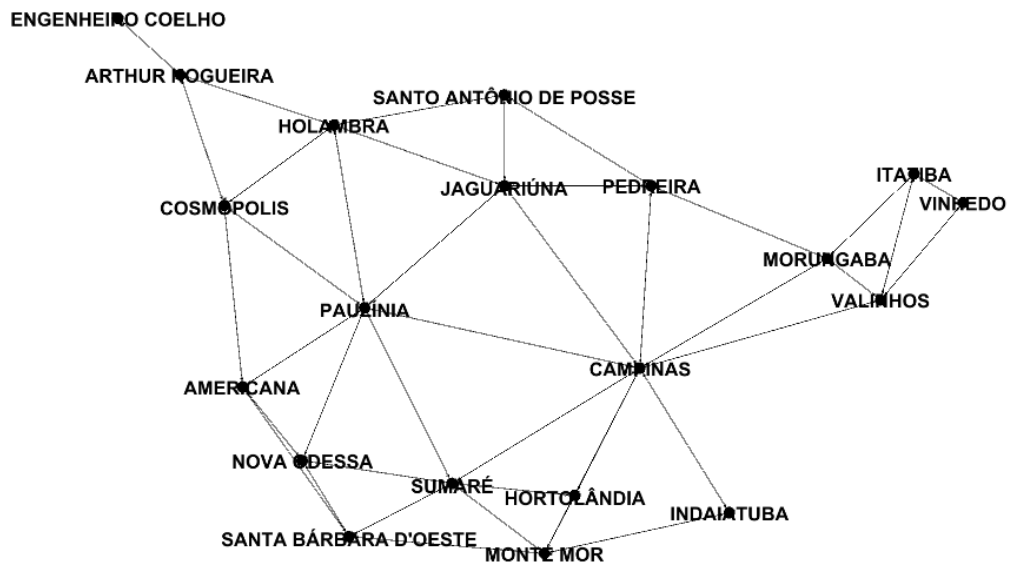 ENGENHEIRO COELHO
ARTHUR NOGUEIRA
SANTO ANTÔNIO DE POSSE
HOLAMBRA
JAGUARIÚNA
PEDREIRA
ITATIBA
VINHEDO
COSMÓPOLIS
MORUNGABA
VALINHOS
PAULÍNIA
CAMPINAS
AMERICANA
NOVA ODESSA
SUMARÉ
HORTOLÂNDIA
INDAIATUBA
SANTA BÁRBARA D'OESTE
MONTE MOR